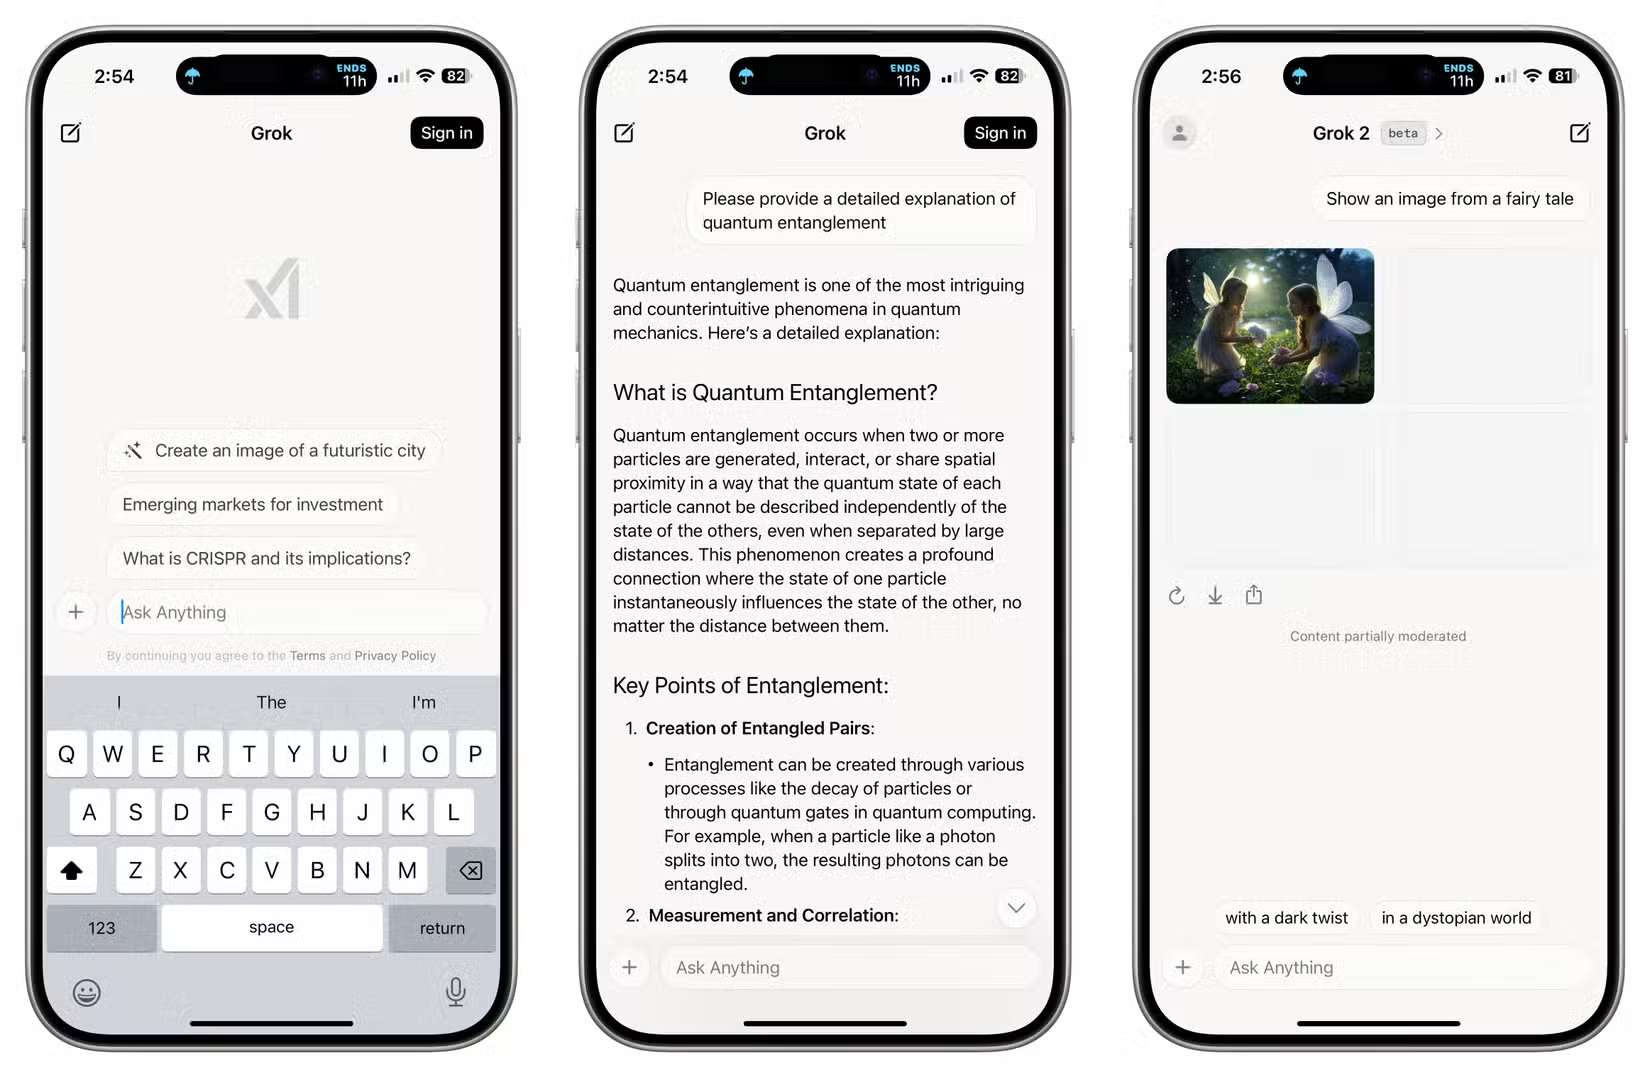 2:54
ENDS
11h
82
Grok
Sign in
xI
Create an image of a futuristic city
Emerging markets for investment
What is CRISPR and its implications?
Ask Anything
By continuing you agree to the Terms and Privacy Policy
I The I'm
Q W E R T Y U I O P
A S D F G H J K L
Z X C V B N M
123 space return
2:54
ENDS
11h
82
Grok
Sign in
Please provide a detailed explanation of
quantum entanglement
Quantum entanglement is one of the most intriguing
and counterintuitive phenomena in quantum
mechanics. Here's a detailed explanation:
What is Quantum Entanglement?
Quantum entanglement occurs when two or more
particles are generated, interact, or share spatial
proximity in a way that the quantum state of each
particle cannot be described independently of the
state of the others, even when separated by large
distances. This phenomenon creates a profound
connection where the state of one particle
instantaneously influences the state of the other, no
matter the distance between them.
Key Points of Entanglement:
1. Creation of Entangled Pairs:
• Entanglement can be created through various
processes like the decay of particles or
through quantum gates in quantum computing.
For example, when a particle like a photon
splits into two, the resulting photons can be
entangled.
2. Measurement and Correlation:
Ask Anything
2:56
ENDS
11h
81
Grok 2 beta
Show an image from a fairy tale
Content partially moderated
with a dark twist in a dystopian world
Ask Anything